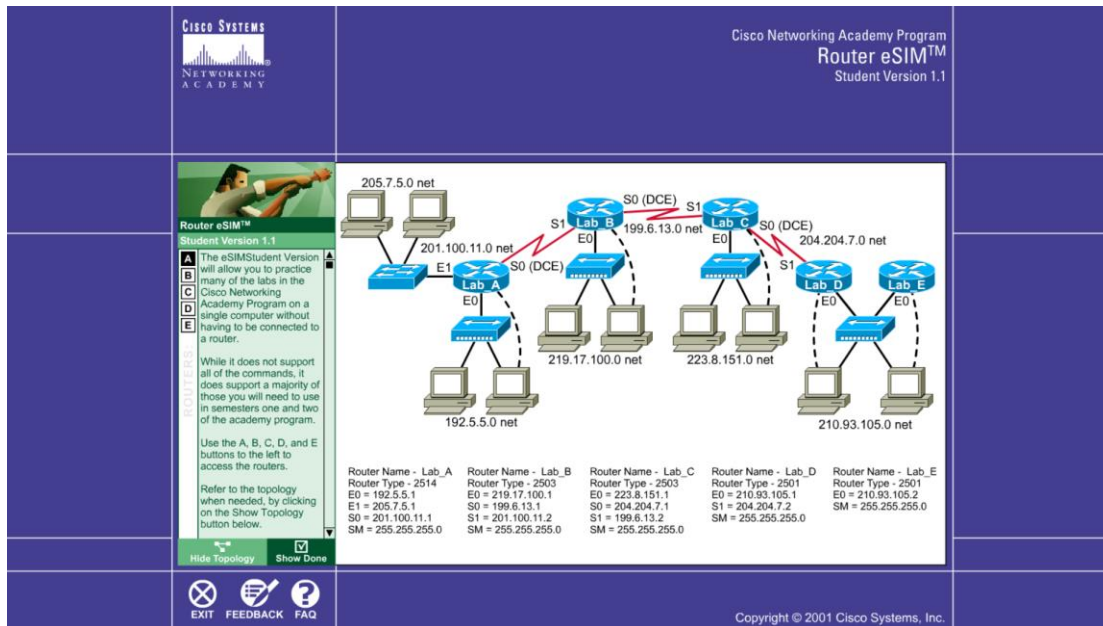 CISCO SYSTEMS
NETWORKING
ACADEMY
Cisco Networking Academy Program
Router eSIM™
Student Version 1.1
Router eSIM™
Student Version 1.1
A
B
C
D
E
ROUTERS:
The eSIMStudent Version
will allow you to practice
many of the labs in the
Cisco Networking
Academy Program on a
single computer without
having to be connected to
a router.
While it does not support
all of the commands, it
does support a majority of
those you will need to use
in semesters one and two
of the academy program.
Use the A, B, C, D, and E
buttons to the left to
access the routers.
Refer to the topology
when needed, by clicking
on the Show Topology
button below.
Hide Topology
Show Done
205.7.5.0 net
201.100.11.0 net
E1
Lab_A
E0
S0 (DCE)
192.5.5.0 net
S1
Lab_B
E0
S0 (DCE)
219.17.100.0 net
199.6.13.0 net
S1
Lab_C
E0
S0 (DCE)
223.8.151.0 net
204.204.7.0 net
S1
Lab_D
E0
Lab_E
E0
210.93.105.0 net
Router Name - Lab_A
Router Type - 2514
E0 = 192.5.5.1
E1 = 205.7.5.1
S0 = 201.100.11.1
SM = 255.255.255.0
Router Name - Lab_B
Router Type - 2503
E0 = 219.17.100.1
S0 = 199.6.13.1
S1 = 201.100.11.2
SM = 255.255.255.0
Router Name - Lab_C
Router Type - 2503
E0 = 223.8.151.1
S0 = 204.204.7.1
S1 = 199.6.13.2
SM = 255.255.255.0
Router Name - Lab_D
Router Type - 2501
E0 = 210.93.105.1
S1 = 204.204.7.2
SM = 255.255.255.0
Router Name - Lab_E
Router Type - 2501
E0 = 210.93.105.2
SM = 255.255.255.0
EXIT
FEEDBACK
FAQ
Copyright © 2001 Cisco Systems, Inc.